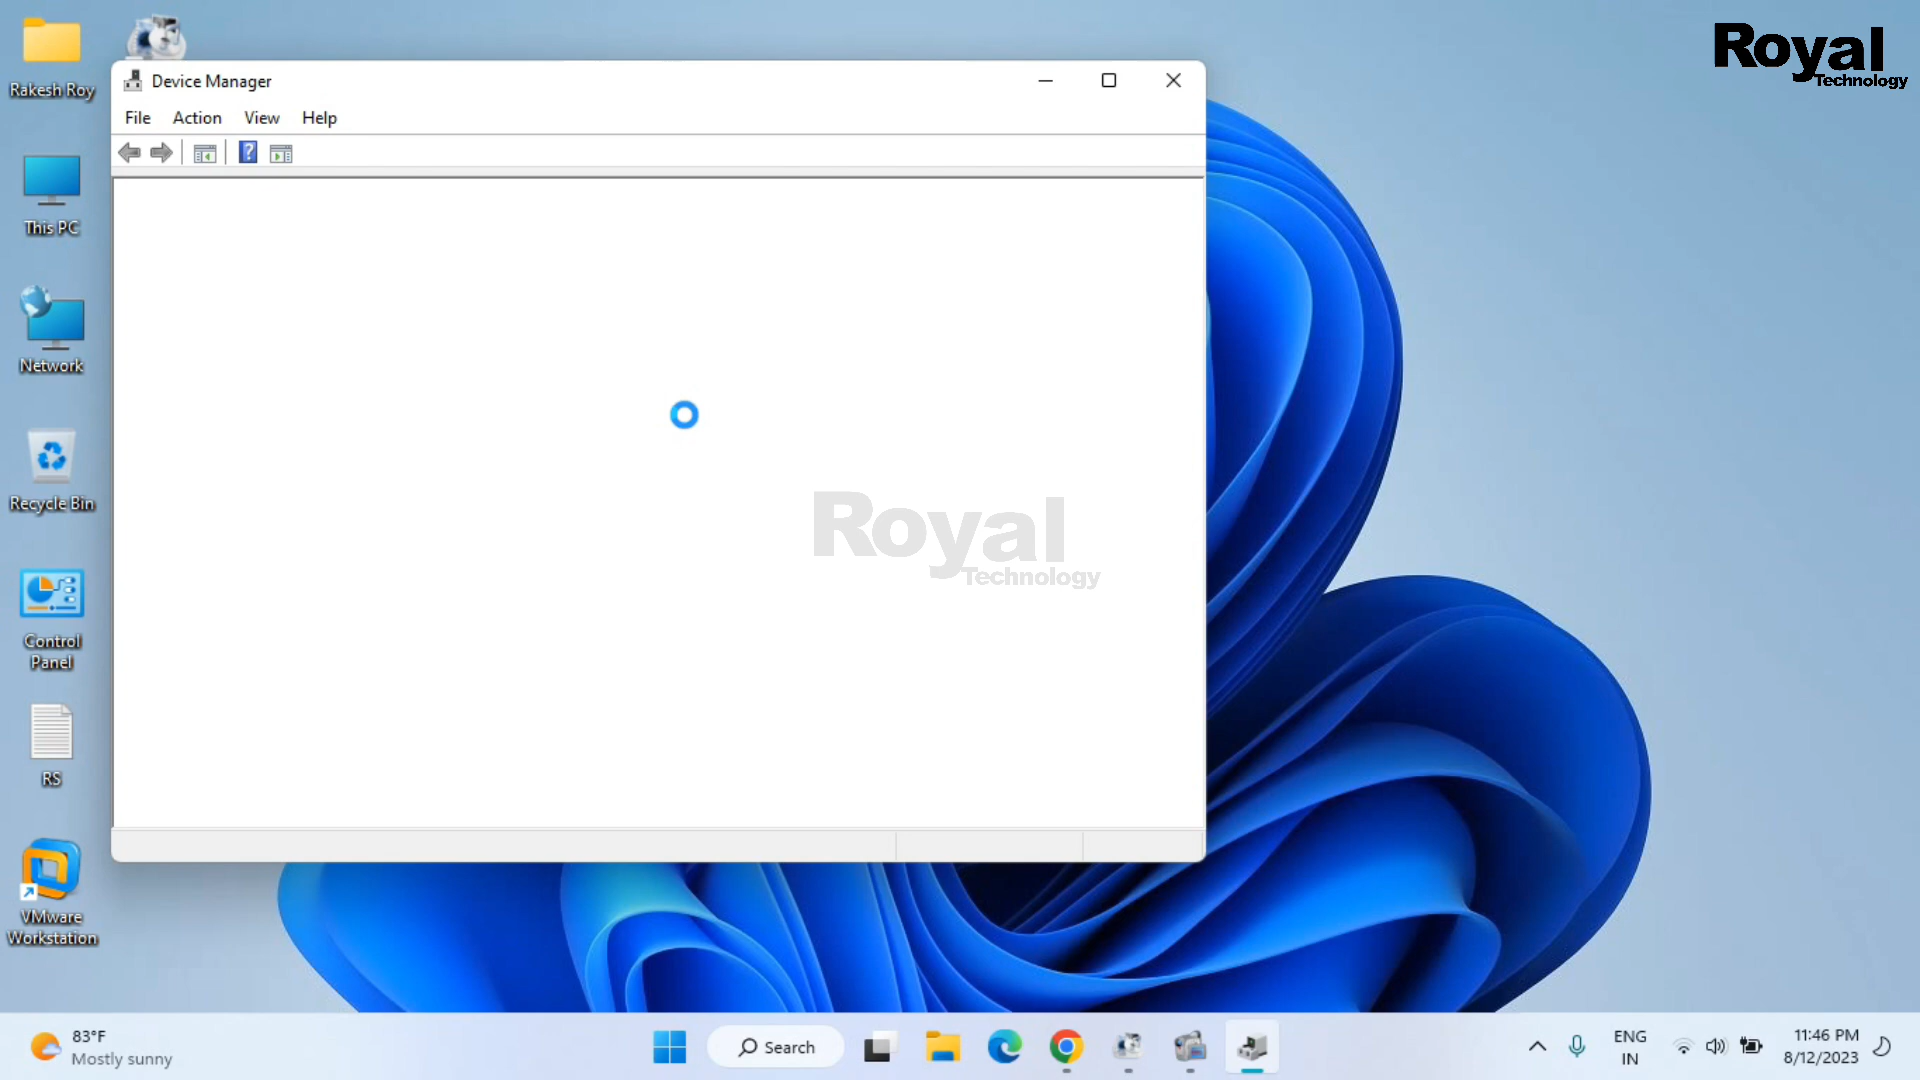 Rakesh Roy
This PC
Network
Recycle Bin
Control
Panel
RS
VMware
Workstation
Device Manager
File Action View Help
?
Royal
Technology
Royal
Technology
83°F
Mostly sunny
Search
ENG
IN
11:46 PM
8/12/2023